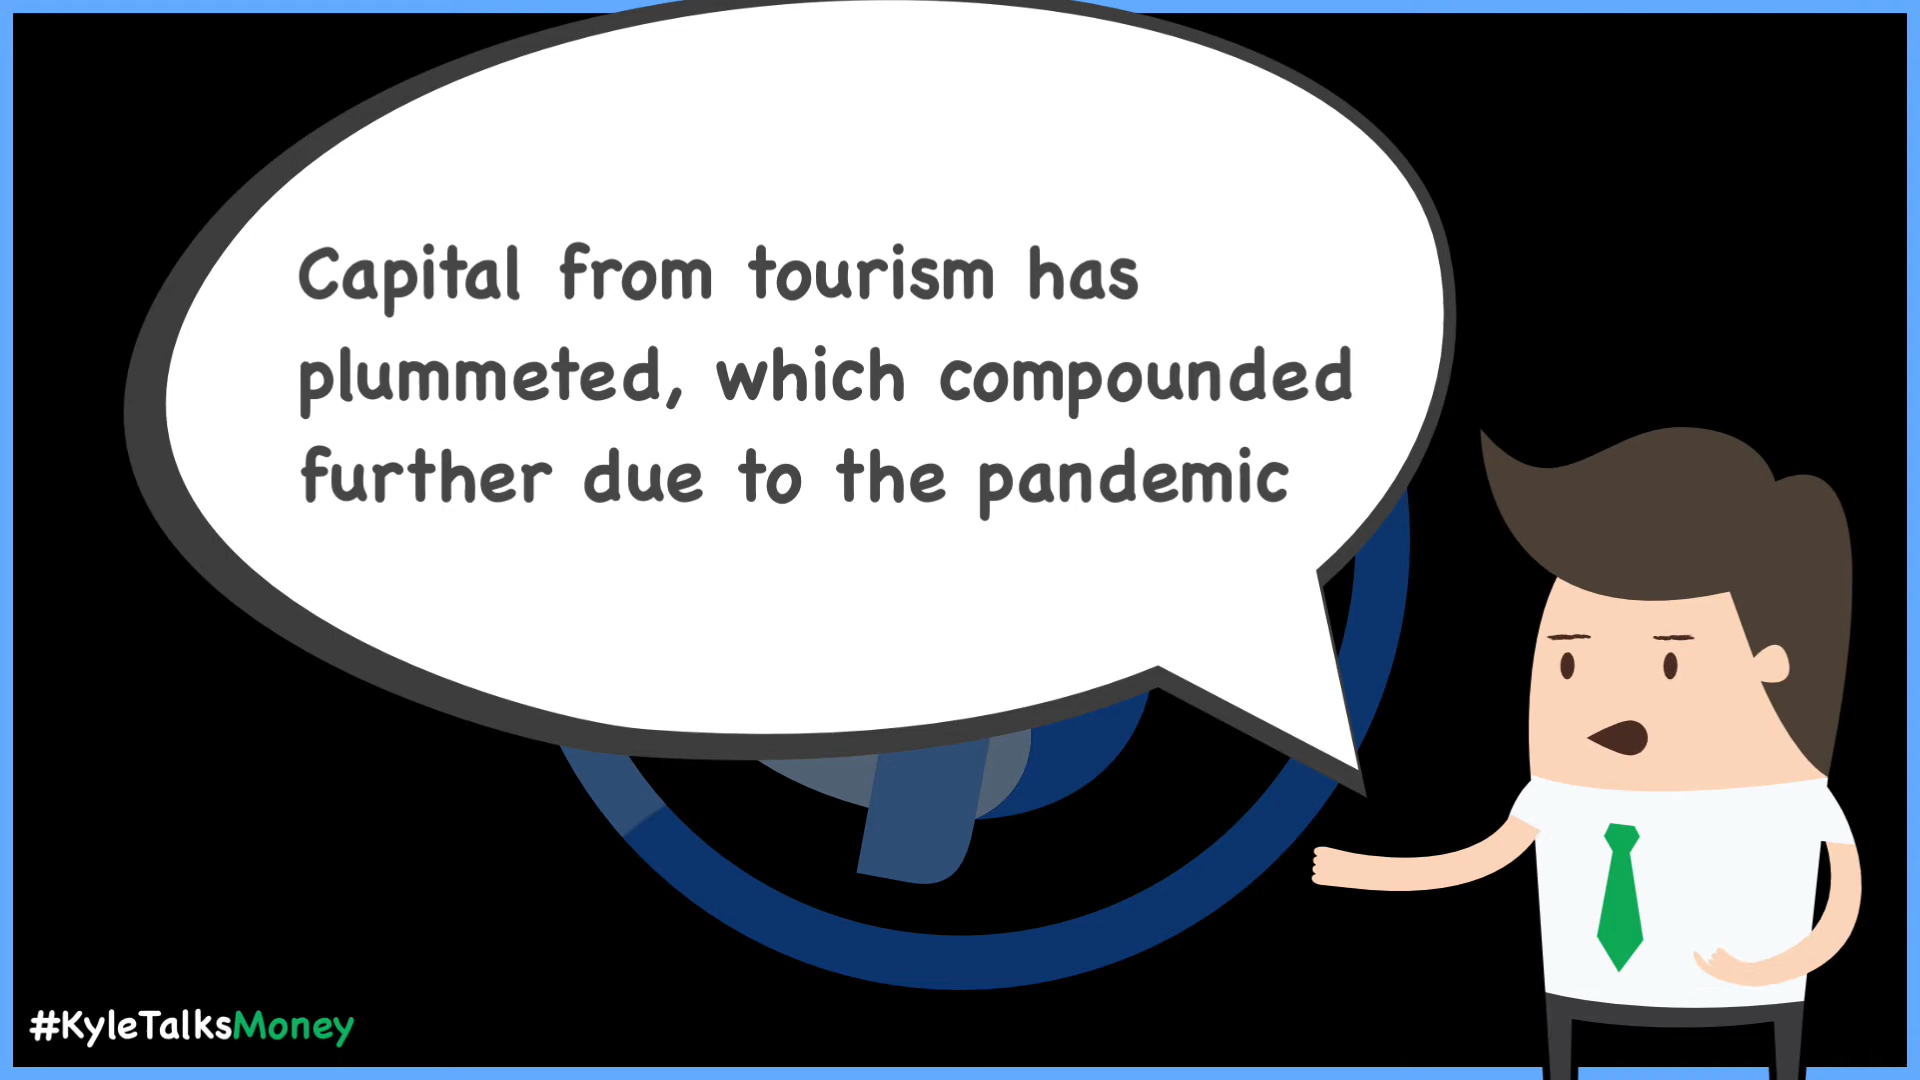 Capital from tourism has
plummeted, which compounded
further due to the pandemic
#KyleTalksMoney